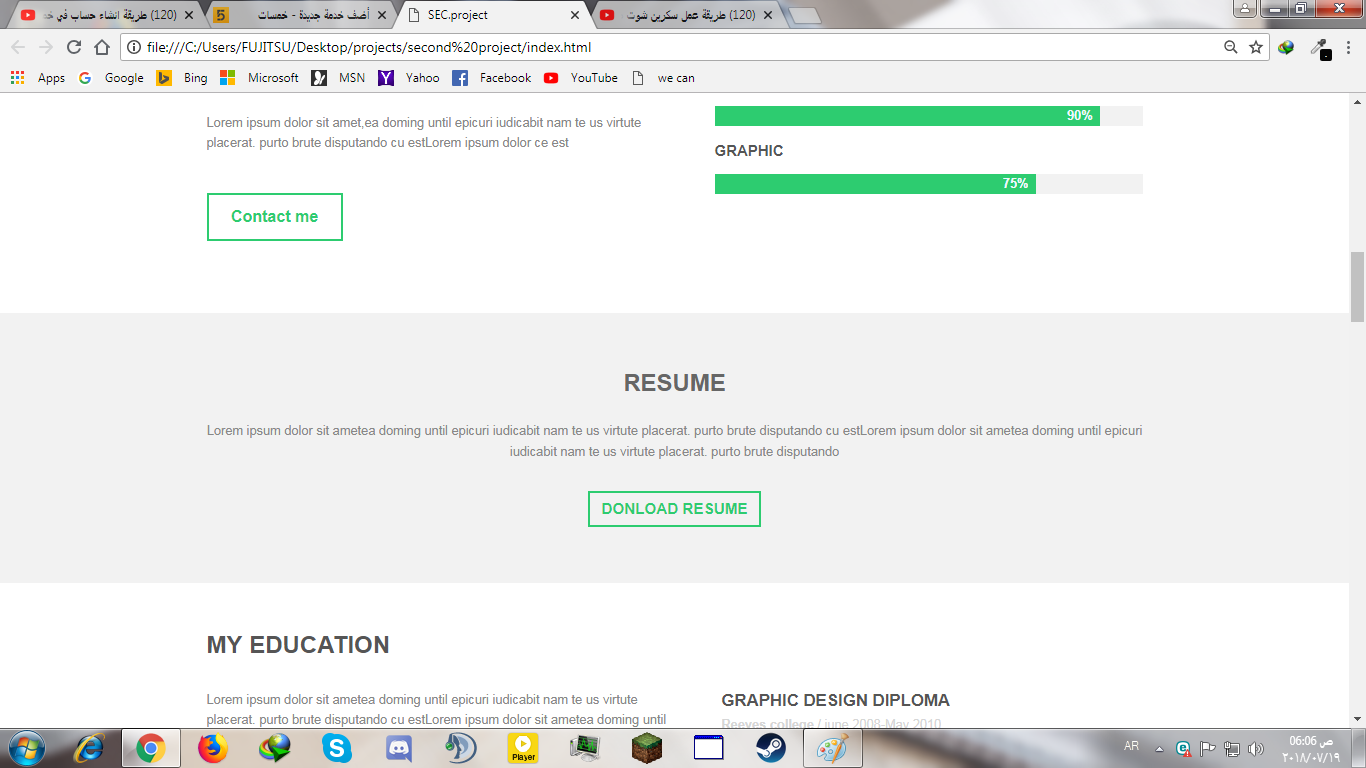 (120) طريقة انشاء حساب في خم
أضف خدمة جديدة - خمسات
SEC.project
(120) طريقة عمل سكرين شوت
file:///C:/Users/FUJITSU/Desktop/projects/second%20project/index.html
Apps Google Bing Microsoft MSN Yahoo Facebook YouTube we can
Lorem ipsum dolor sit amet,ea doming until epicuri iudicabit nam te us virtute
placerat. purto brute disputando cu estLorem ipsum dolor ce est
Contact me
90%
GRAPHIC
75%
RESUME
Lorem ipsum dolor sit ametea doming until epicuri iudicabit nam te us virtute placerat. purto brute disputando cu estLorem ipsum dolor sit ametea doming until epicuri
iudicabit nam te us virtute placerat. purto brute disputando
DONLOAD RESUME
MY EDUCATION
Lorem ipsum dolor sit ametea doming until epicuri iudicabit nam te us virtute
placerat. purto brute disputando cu estLorem ipsum dolor sit ametea doming until
GRAPHIC DESIGN DIPLOMA
Reeves college / june 2008-May 2010
Player
AR
06:06 ص
٢٠١٨/٠٧/١٩